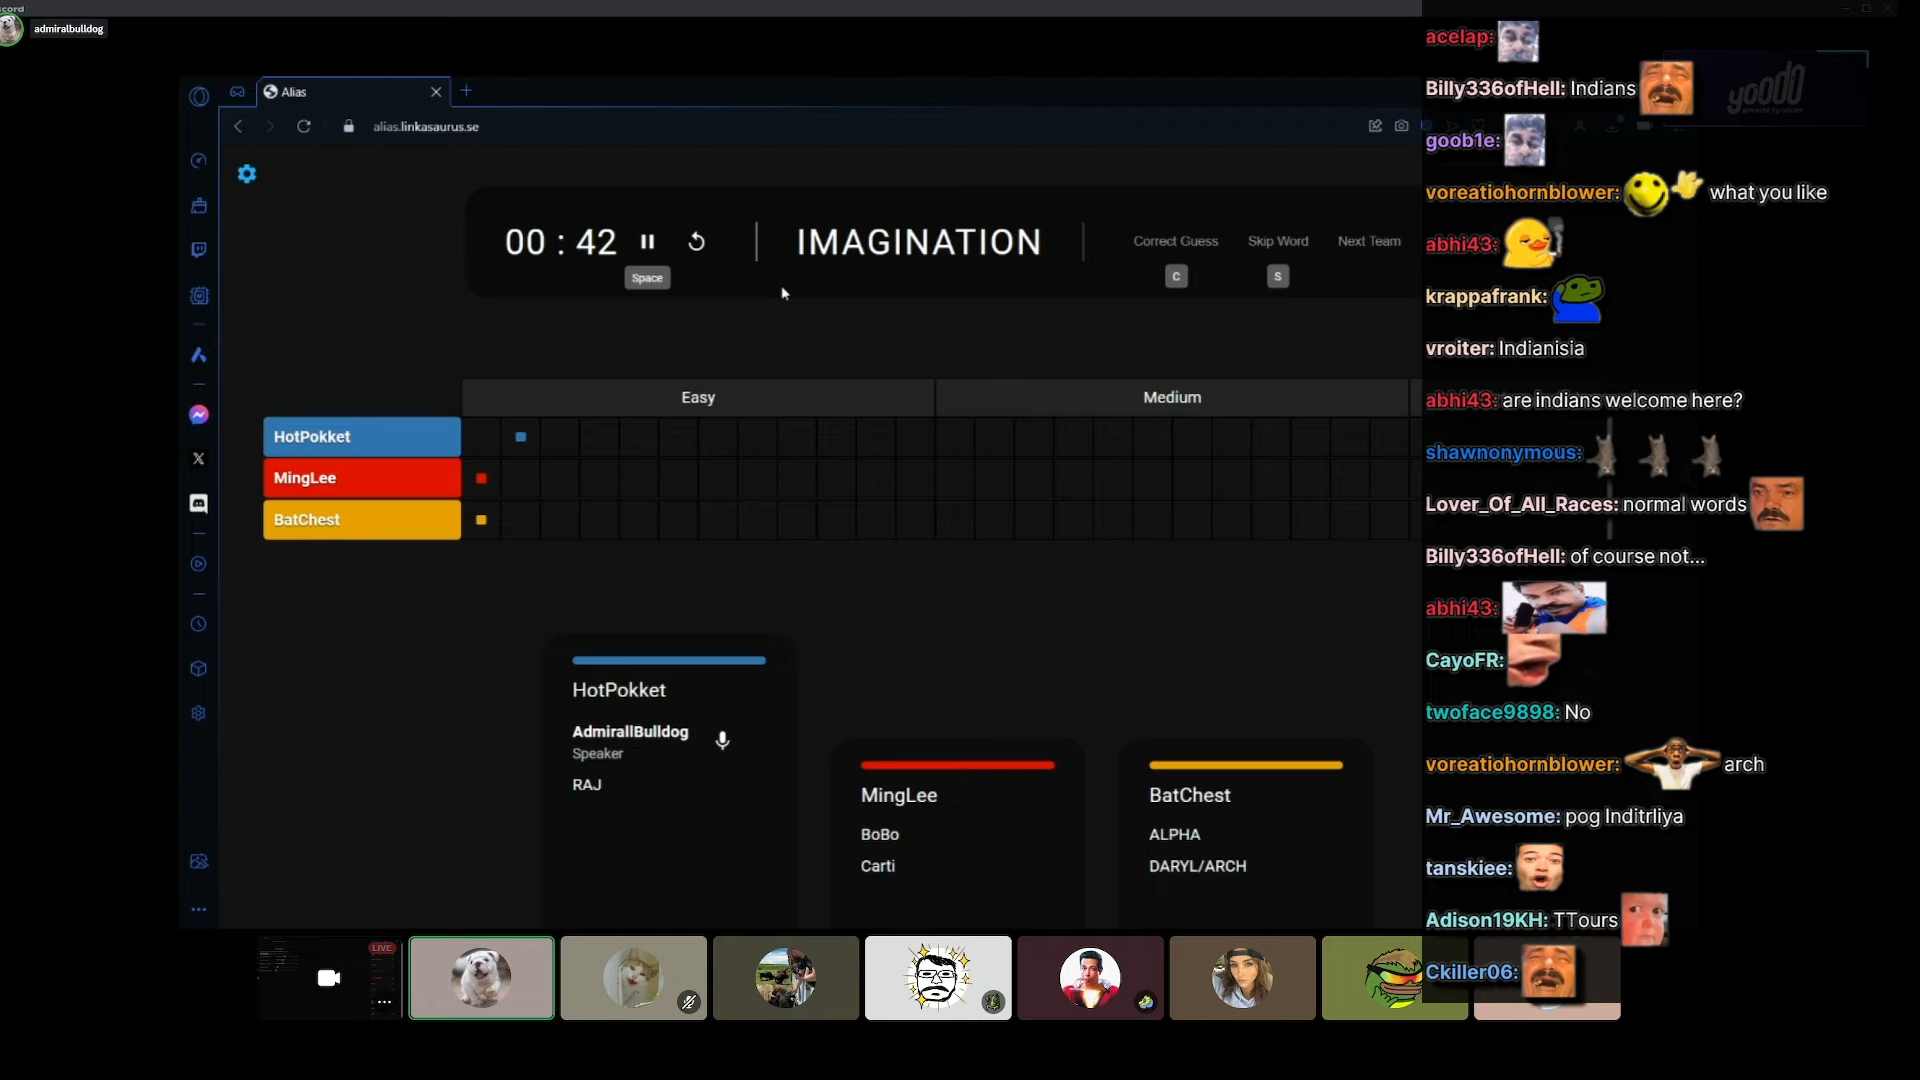 admiralbulldog
Alias
alias.linkasaurus.se
00 : 42
Space
IMAGINATION
Correct Guess
C
Skip Word
S
Next Team
Easy
Medium
HotPokket
MingLee
BatChest
HotPokket
AdmirallBulldog
Speaker
RAJ
MingLee
BoBo
Carti
BatChest
ALPHA
DARYL/ARCH
LIVE
yoodo
acelap:
Billy336ofHell: Indians
goob1e:
voreatiohornblower: what you like
abhi43:
krappafrank:
vroiter: Indianisia
abhi43: are indians welcome here?
shawnonymous:
Lover_Of_All_Races: normal words
Billy336ofHell: of course not...
abhi43:
CayoFR:
twoface9898: No
voreatiohornblower: arch
Mr_Awesome: pog Inditrliya
tanskiee:
Adison19KH: TTours
Ckiller06: